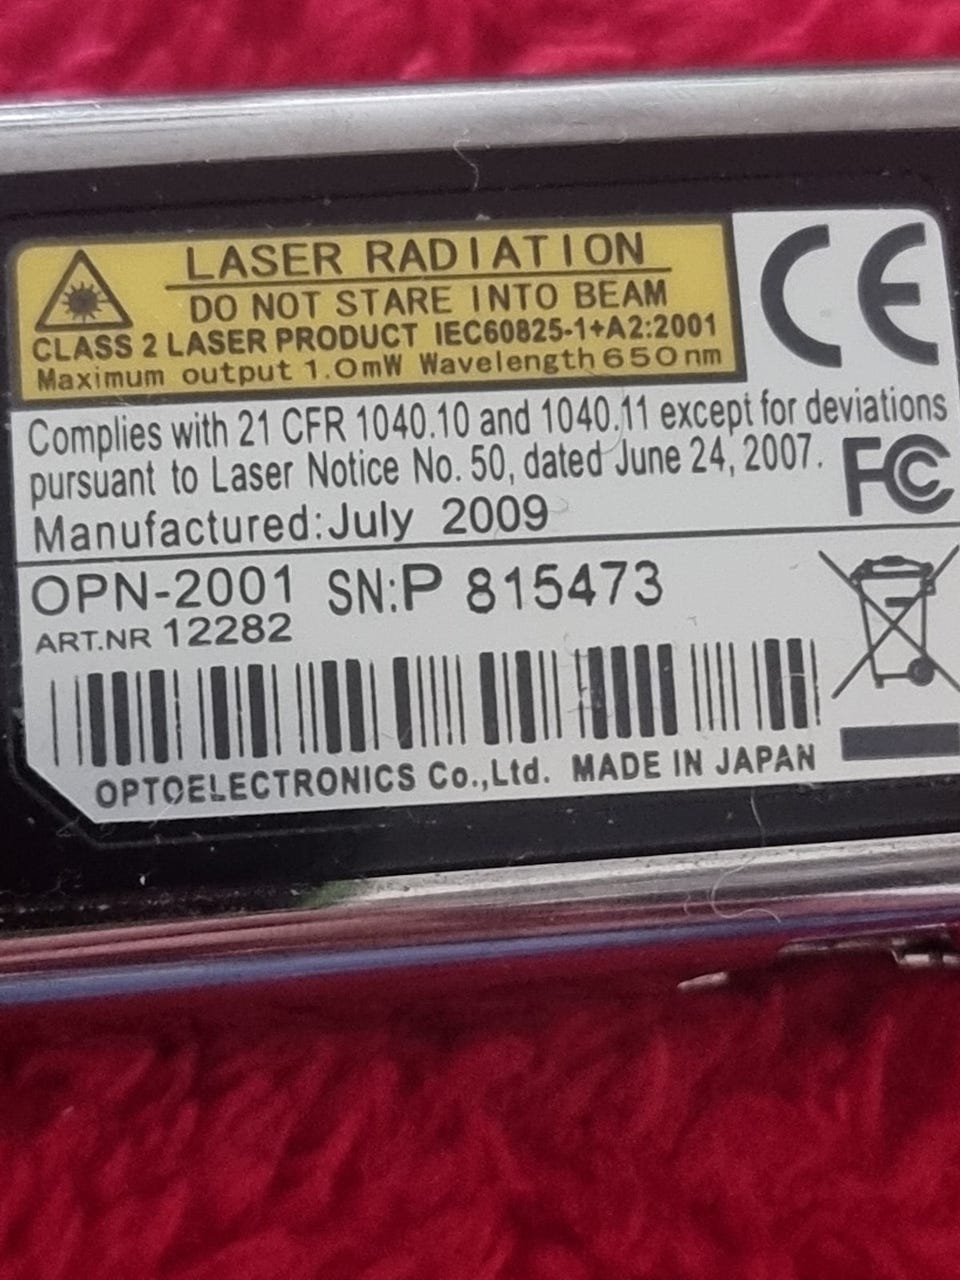 LASER RADIATION
DO NOT STARE INTO BEAM
CLASS 2 LASER PRODUCT IEC60825-1+A2:2001
Maximum output 1.0mW Wavelength 650nm
CE
Complies with 21 CFR 1040.10 and 1040.11 except for deviations
pursuant to Laser Notice No. 50, dated June 24, 2007.
FC
Manufactured:July 2009
OPN-2001 SN:P 815473
ART.NR 12282
OPTOELECTRONICS Co.,Ltd. MADE IN JAPAN